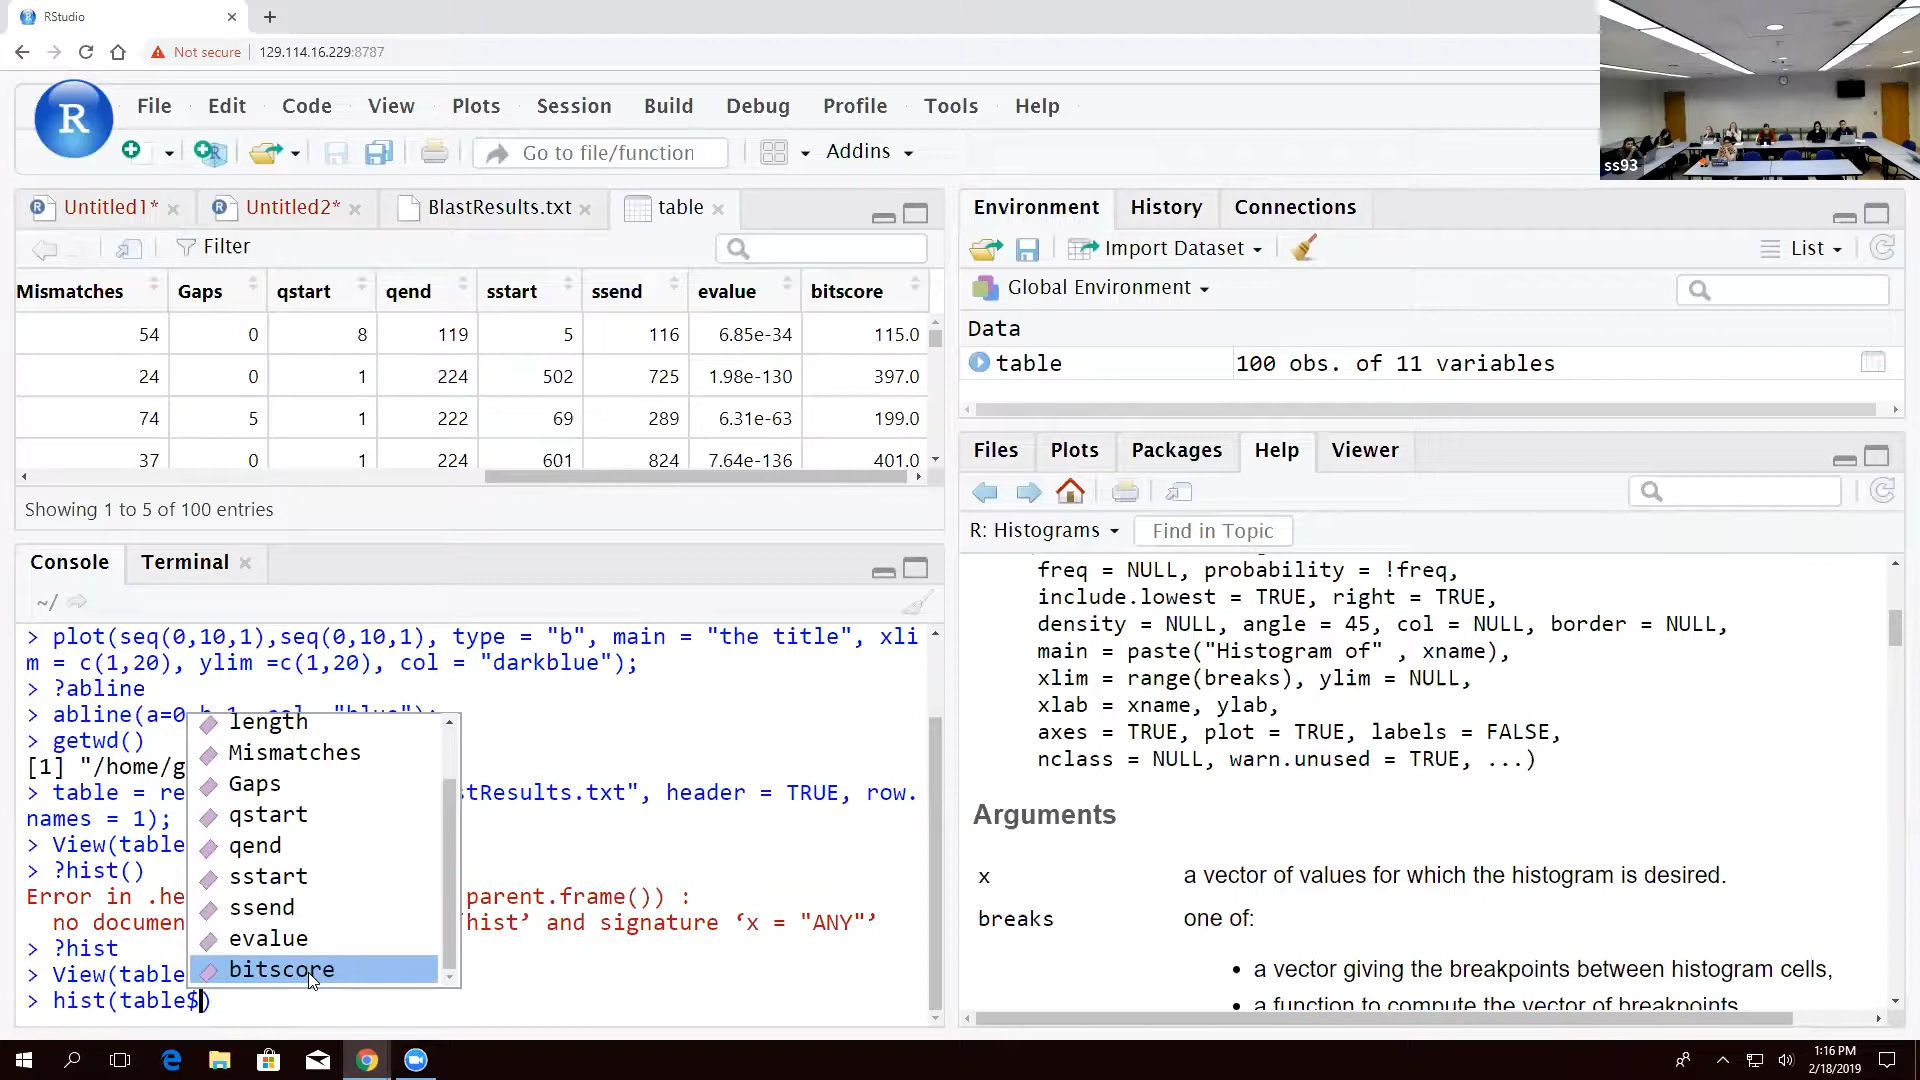 RStudio
Not secure
129.114.16.229:8787
ss93
R
File Edit Code View Plots Session Build Debug Profile Tools Help
Go to file/function
Addins
Untitled1* Untitled2* BlastResults.txt table
Filter
Mismatches Gaps qstart qend sstart ssend evalue bitscore
54 0 8 119 5 116 6.85e-34 115.0
24 0 1 224 502 725 1.98e-130 397.0
74 5 1 222 69 289 6.31e-63 199.0
37 0 1 224 601 824 7.64e-136 401.0
Showing 1 to 5 of 100 entries
Console Terminal
~/
> plot(seq(0,10,1),seq(0,10,1), type = "b", main = "the title", xli
m = c(1,20), ylim =c(1,20), col = "darkblue");
> ?abline
> abline(a=0
> getwd()
[1] "/home/g
> table = re
stResults.txt", header = TRUE, row.
names = 1);
> View(table
> ?hist()
Error in .he
parent.frame()) :
no documen
hist’ and signature ‘x = "ANY"’
> ?hist
> View(table
> hist(table$)
length
Mismatches
Gaps
qstart
qend
sstart
ssend
evalue
bitscore
Environment History Connections
Import Dataset
List
Global Environment
Data
table 100 obs. of 11 variables
Files Plots Packages Help Viewer
R: Histograms
Find in Topic
freq = NULL, probability = !freq,
include.lowest = TRUE, right = TRUE,
density = NULL, angle = 45, col = NULL, border = NULL,
main = paste("Histogram of" , xname),
xlim = range(breaks), ylim = NULL,
xlab = xname, ylab,
axes = TRUE, plot = TRUE, labels = FALSE,
nclass = NULL, warn.unused = TRUE, ...)
Arguments
x a vector of values for which the histogram is desired.
breaks one of:
• a vector giving the breakpoints between histogram cells,
• a function to compute the vector of breakpoints
1:16 PM
2/18/2019